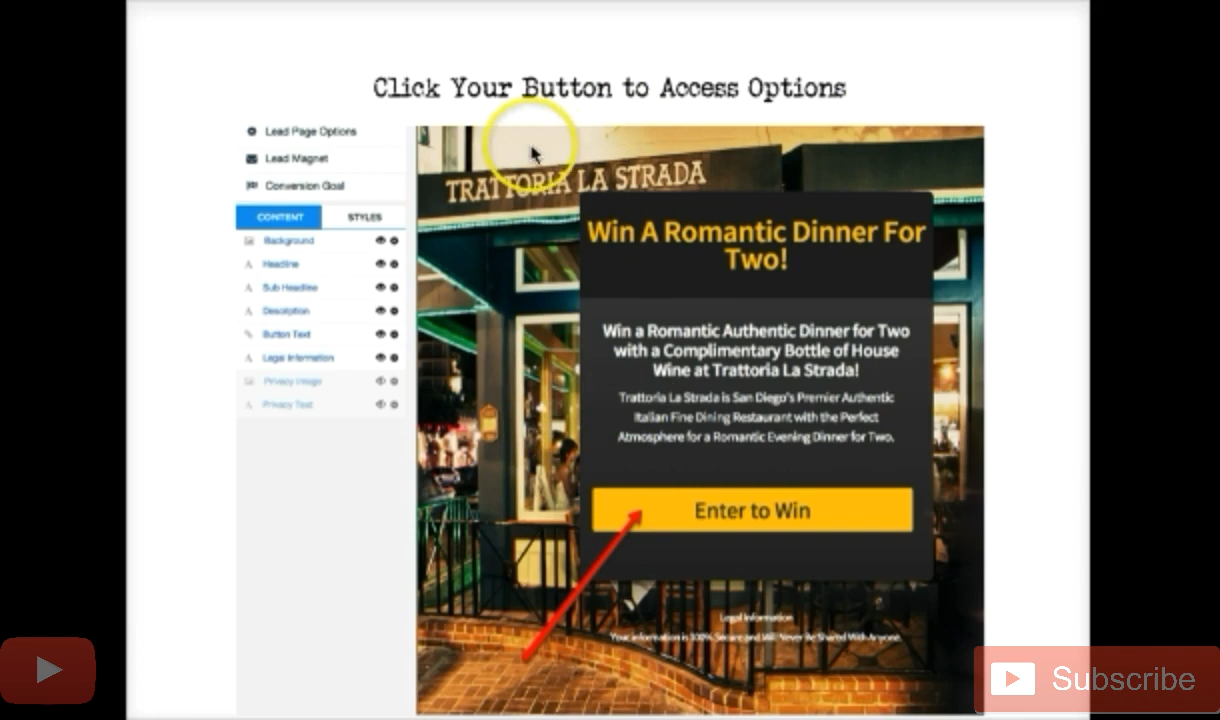 Click Your Button to Access Options
Lead Page Options
Lead Magnet
Conversion Goal
CONTENT STYLES
Background
Headline
Sub Headline
Description
Button Text
Legal Information
Privacy Image
Privacy Text
TRATTORIA LA STRADA
Win A Romantic Dinner For
Two!
Win a Romantic Authentic Dinner for Two
with a Complimentary Bottle of House
Wine at Trattoria La Strada!
Trattoria La Strada is San Diego's Premier Authentic
Italian Fine Dining Restaurant with the Perfect
Atmosphere for a Romantic Evening Dinner for Two.
Enter to Win
Legal Information
Your information is 100% Secure and Will Never Be Shared With Anyone.
Subscribe